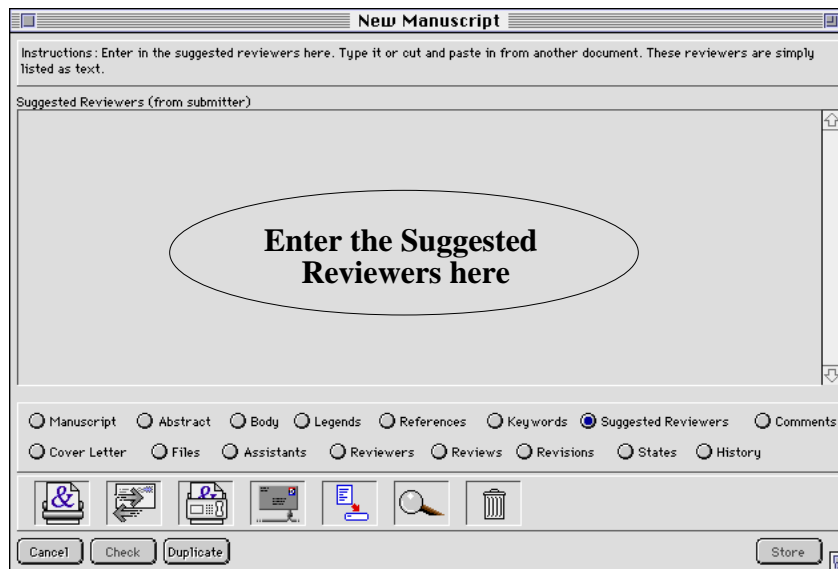 New Manuscript
Instructions: Enter in the suggested reviewers here. Type it or cut and paste in from another document. These reviewers are simply
listed as text.
Suggested Reviewers (from submitter)
Enter the Suggested
Reviewers here
Manuscript Abstract Body Legends References Keywords Suggested Reviewers Comments
Cover Letter Files Assistants Reviewers Reviews Revisions States History
& &
Cancel Check Duplicate Store